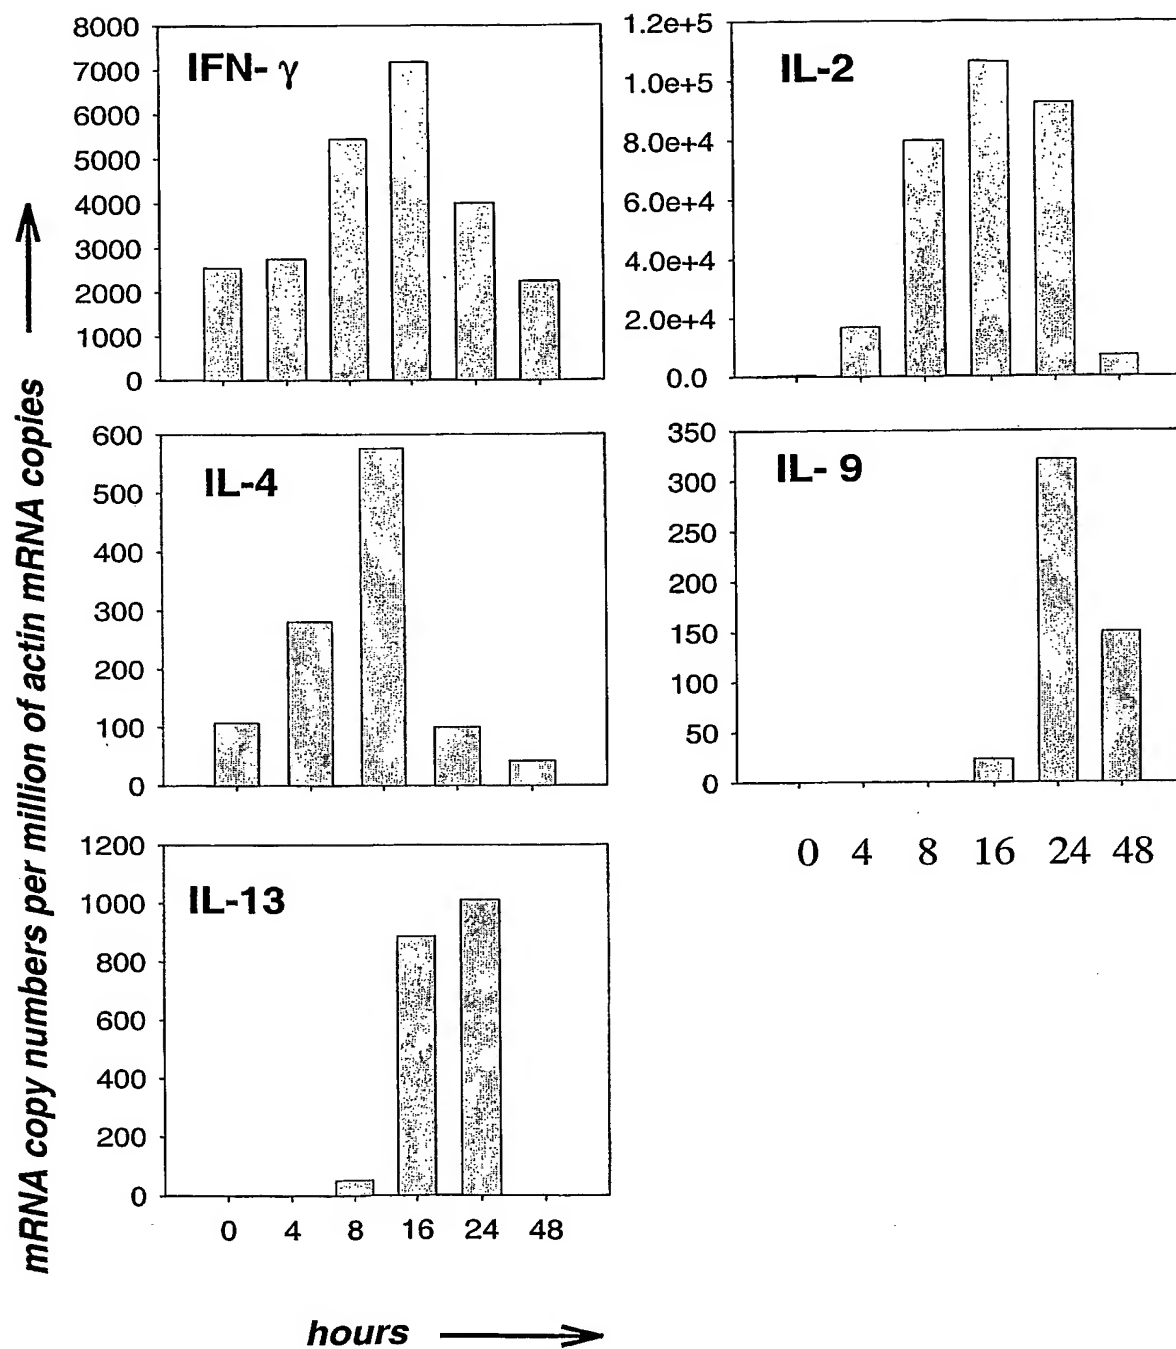 mRNA copy numbers per million of actin mRNA copies
IFN- γ
8000
7000
6000
5000
4000
3000
2000
1000
0
IL-2
1.2e+5
1.0e+5
8.0e+4
6.0e+4
4.0e+4
2.0e+4
0.0
IL-4
600
500
400
300
200
100
0
IL- 9
350
300
250
200
150
100
50
0
0 4 8 16 24 48
IL-13
1200
1000
800
600
400
200
0
0 4 8 16 24 48
hours